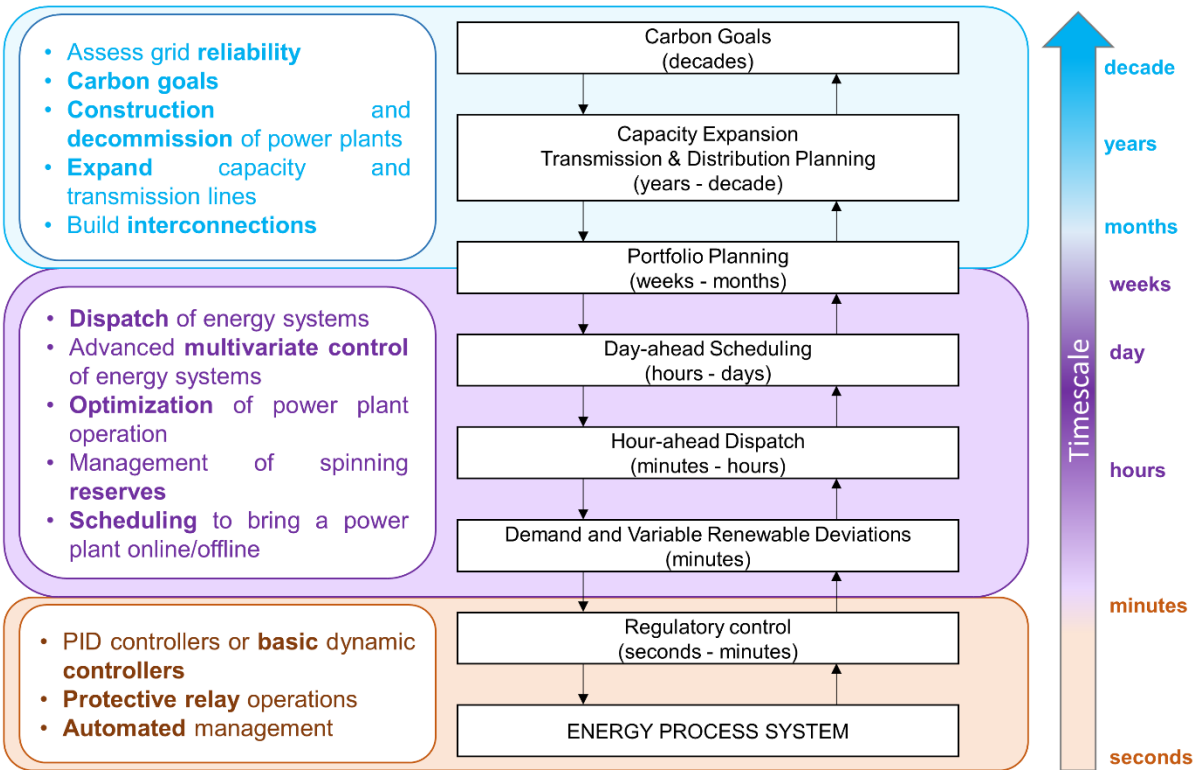 • Assess grid reliability
• Carbon goals
• Construction and
decommission of power plants
• Expand capacity and
transmission lines
• Build interconnections
Carbon Goals
(decades)
Capacity Expansion
Transmission & Distribution Planning
(years - decade)
Portfolio Planning
(weeks - months)
• Dispatch of energy systems
• Advanced multivariate control
of energy systems
• Optimization of power plant
operation
• Management of spinning
reserves
• Scheduling to bring a power
plant online/offline
Day-ahead Scheduling
(hours - days)
Hour-ahead Dispatch
(minutes - hours)
Demand and Variable Renewable Deviations
(minutes)
• PID controllers or basic dynamic
controllers
• Protective relay operations
• Automated management
Regulatory control
(seconds - minutes)
ENERGY PROCESS SYSTEM
Timescale
decade
years
months
weeks
day
hours
minutes
seconds